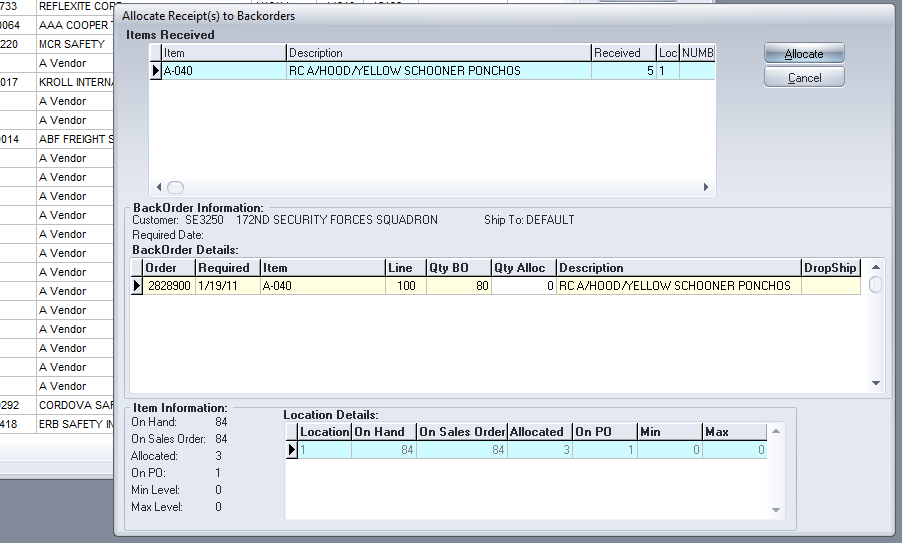 733 REFLEXITE CORP
0064 AAA COOPER T
220 MCR SAFETY
A Vendor
017 KROLL INTERNA
A Vendor
A Vendor
0014 ABF FREIGHT S
A Vendor
A Vendor
A Vendor
A Vendor
A Vendor
A Vendor
A Vendor
A Vendor
A Vendor
A Vendor
A Vendor
A Vendor
A Vendor
0292 CORDOVA SAF
418 ERB SAFETY IN
Allocate Receipt(s) to Backorders
Items Received
Item Description Received Loc NUMB
A-040 RC A/HOOD/YELLOW SCHOONER PONCHOS 5 1
Allocate
Cancel
BackOrder Information:
Customer: SE3250 172ND SECURITY FORCES SQUADRON Ship To: DEFAULT
Required Date:
BackOrder Details:
Order Required Item Line Qty BO Qty Alloc Description DropShip
2828900 1/19/11 A-040 100 80 0 RC A/HOOD/YELLOW SCHOONER PONCHOS
Item Information:
On Hand: 84
On Sales Order: 84
Allocated: 3
On PO: 1
Min Level: 0
Max Level: 0
Location Details:
Location On Hand On Sales Order Allocated On PO Min Max
1 84 84 3 1 0 0